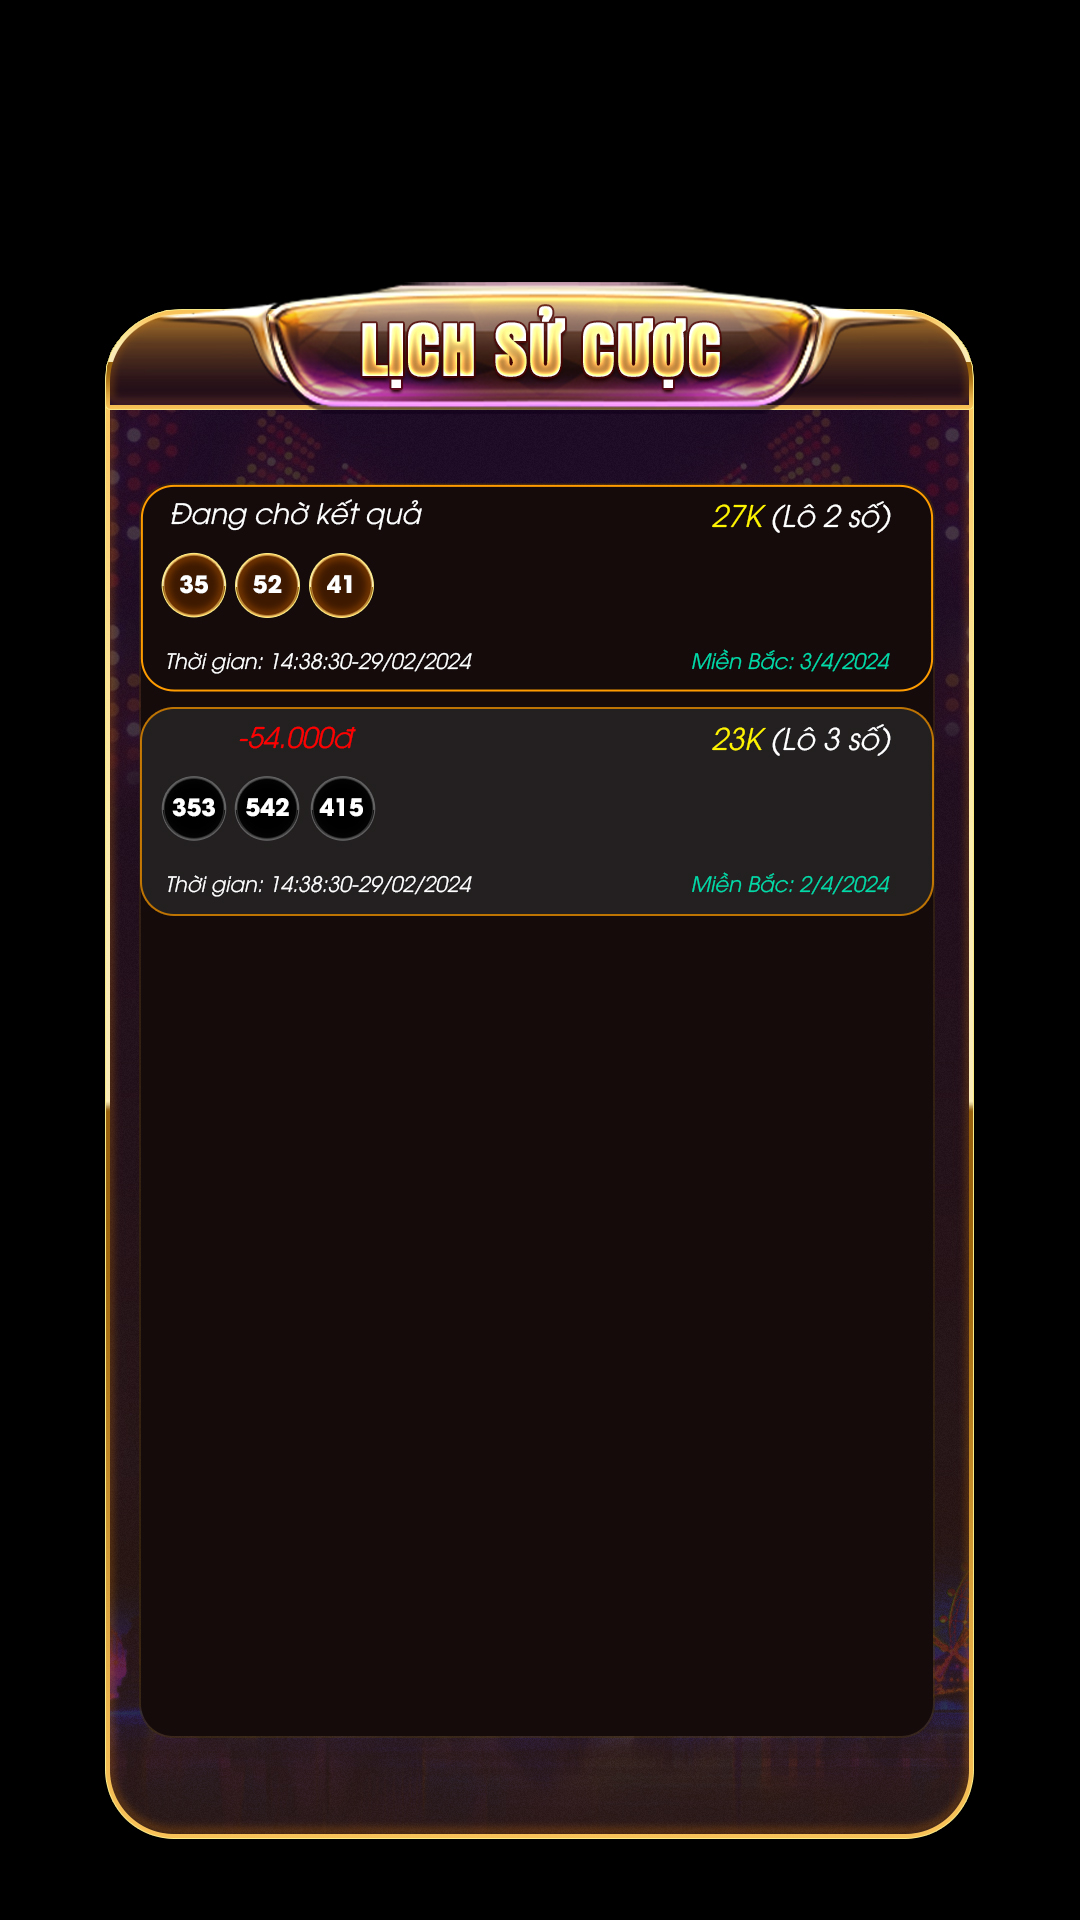 LỊCH SỬ CƯỢC
Đang chờ kết quả
27K (Lô 2 số)
35 52 41
Thời gian: 14:38:30-29/02/2024
Miền Bắc: 3/4/2024
-54.000đ
23K (Lô 3 số)
353 542 415
Thời gian: 14:38:30-29/02/2024
Miền Bắc: 2/4/2024